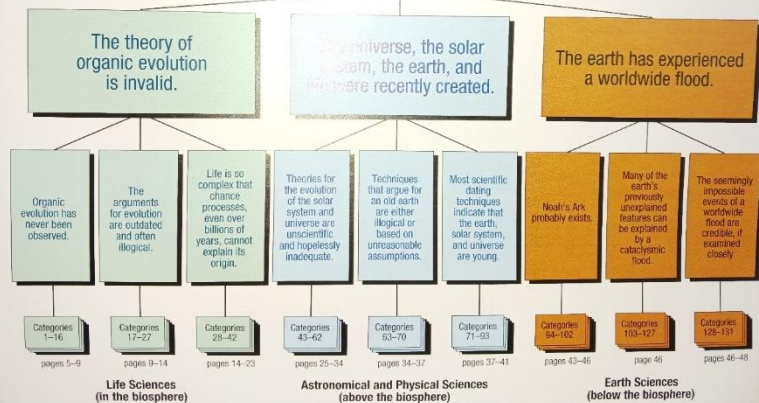 The theory of
organic evolution
is invalid.
universe, the solar
system, the earth, and
life were recently created.
The earth has experienced
a worldwide flood.
Organic
evolution has
never been
observed.
The
arguments
for evolution
are outdated
and often
illogical.
Life is so
complex that
chance
processes,
even over
billions of
years, cannot
explain its
origin.
Theories for
the evolution
of the solar
system and
universe are
unscientific
and hopelessly
inadequate.
Techniques
that argue for
an old earth
are either
illogical or
based on
unreasonable
assumptions.
Most scientific
dating
techniques
indicate that
the earth,
solar system,
and universe
are young.
Noah's Ark
probably exists.
Many of the
earth's
previously
unexplained
features can
be explained
by a
cataclysmic
flood.
The seemingly
impossible
events of a
worldwide
flood are
credible, if
examined
closely.
Categories
1–16
Categories
17–27
Categories
28–42
Categories
43–62
Categories
63–70
Categories
71–93
Categories
94–102
Categories
103–127
Categories
128–131
pages 5–9
pages 9–14
pages 14–23
pages 25–34
pages 34–37
pages 37–41
pages 43–46
page 46
pages 46–48
Life Sciences
(in the biosphere)
Astronomical and Physical Sciences
(above the biosphere)
Earth Sciences
(below the biosphere)